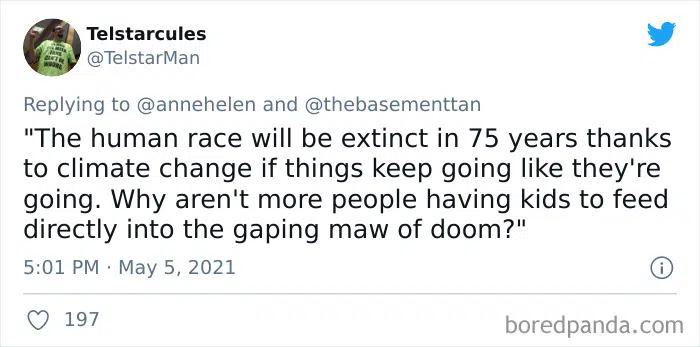 Telstarcules
@TelstarMan
Replying to @annehelen and @thebasementtan
"The human race will be extinct in 75 years thanks
to climate change if things keep going like they're
going. Why aren't more people having kids to feed
directly into the gaping maw of doom?"
5:01 PM · May 5, 2021
197
boredpanda.com